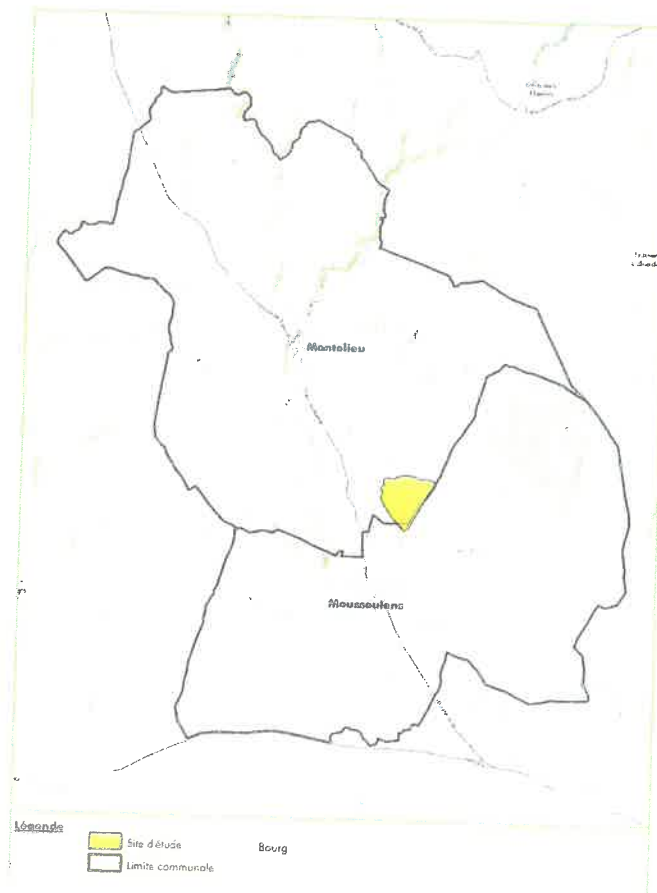 Montolieu
Moussoulens
Légende
Site d'étude
Bourg
Limite communale